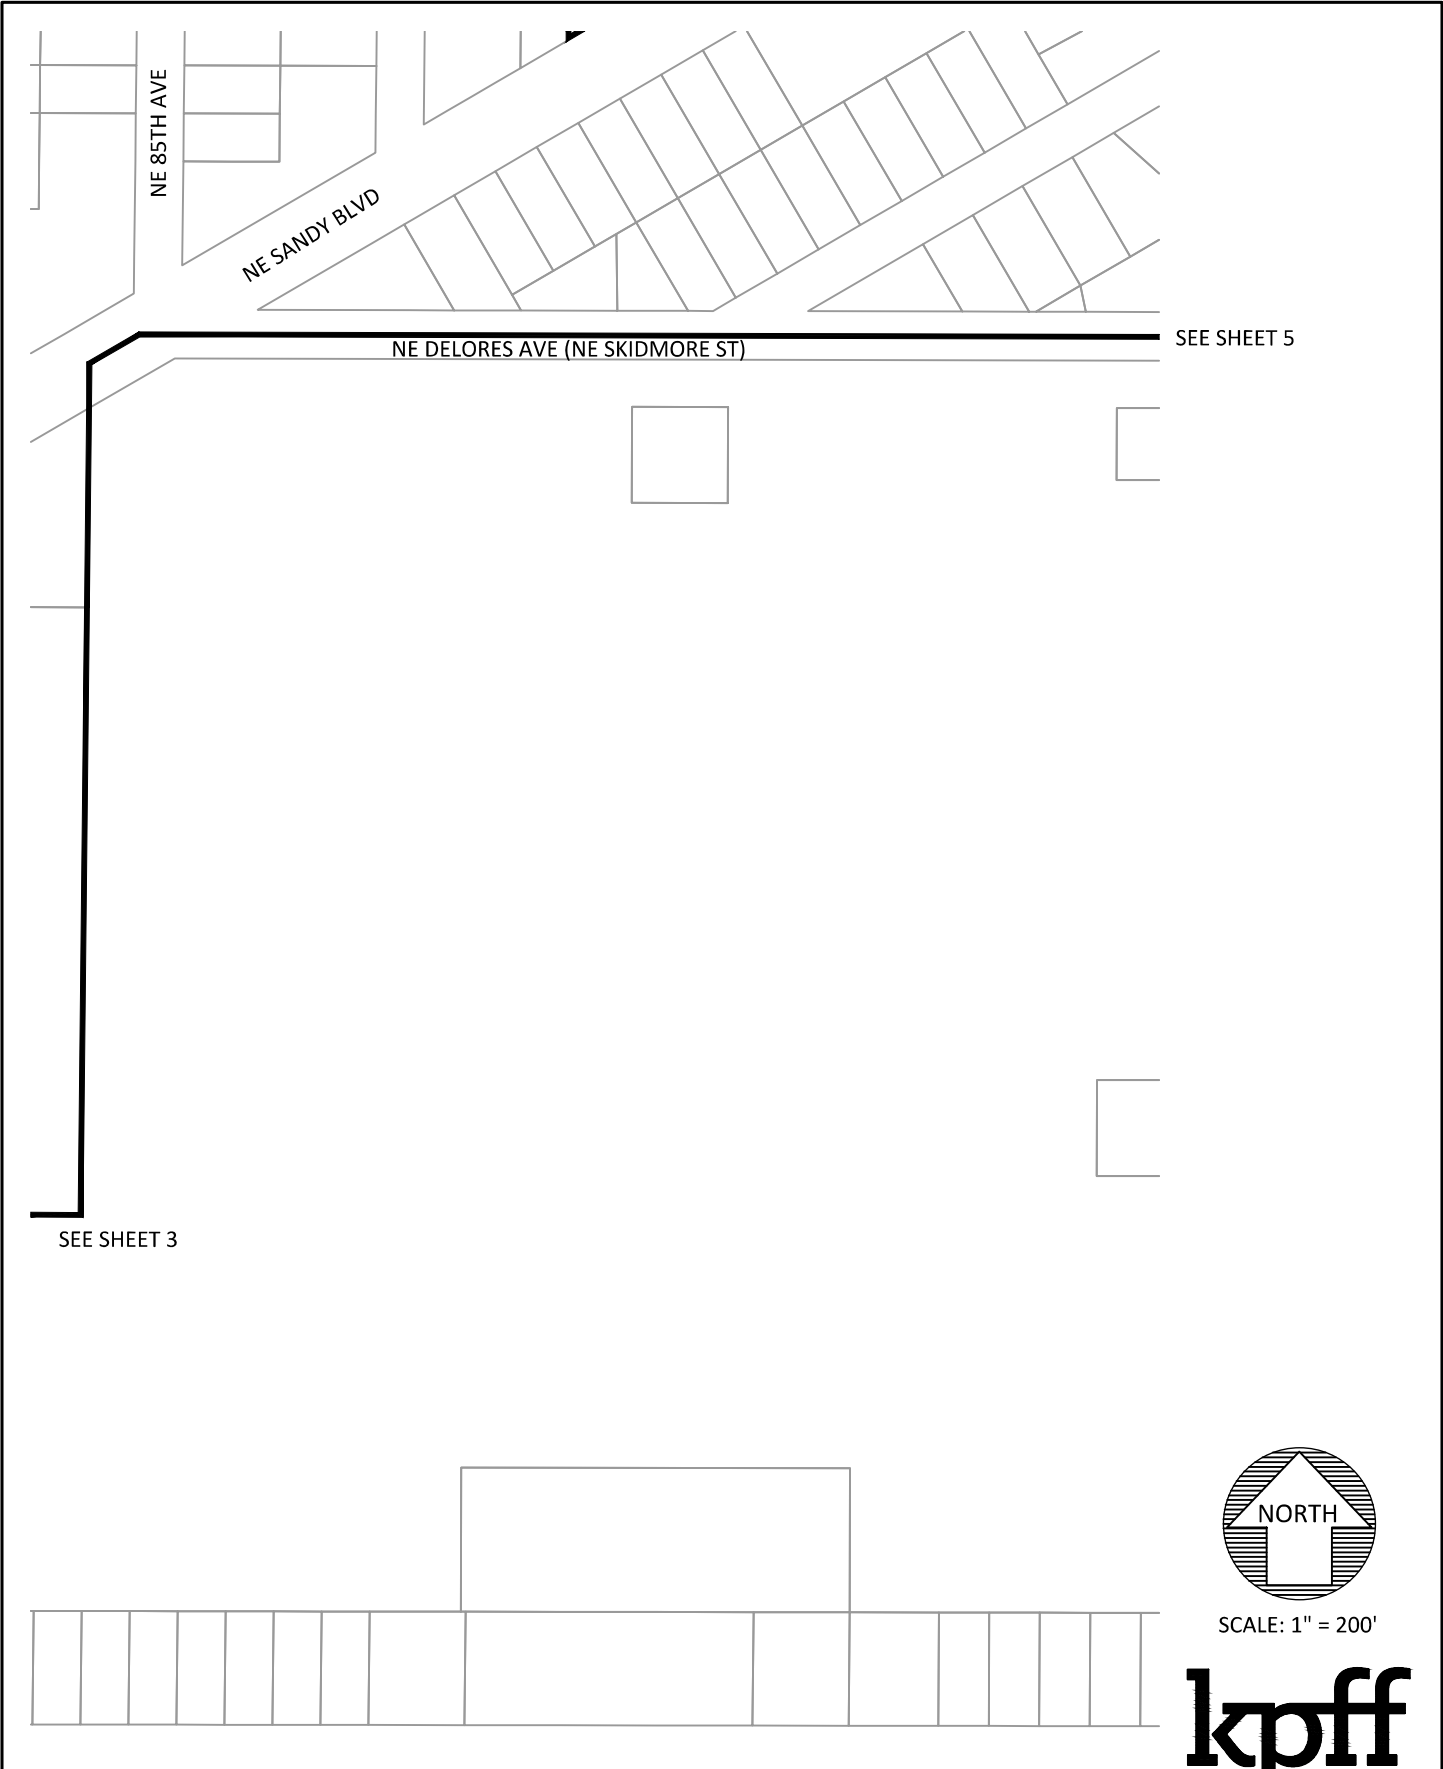 NE 85TH AVE
NE SANDY BLVD
NE DELORES AVE (NE SKIDMORE ST)
SEE SHEET 5
SEE SHEET 3
NORTH
SCALE: 1" = 200'
kpff